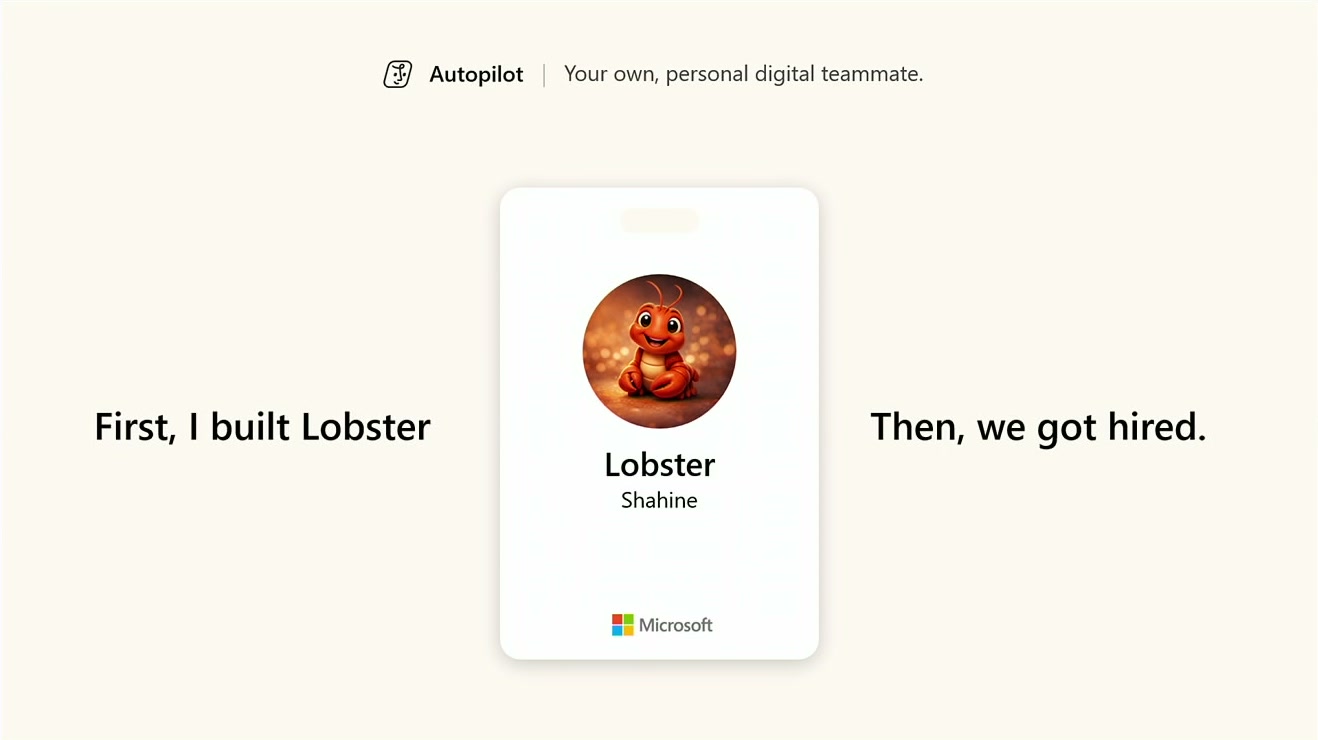 Autopilot | Your own, personal digital teammate.
First, I built Lobster
Lobster
Shahine
Microsoft
Then, we got hired.